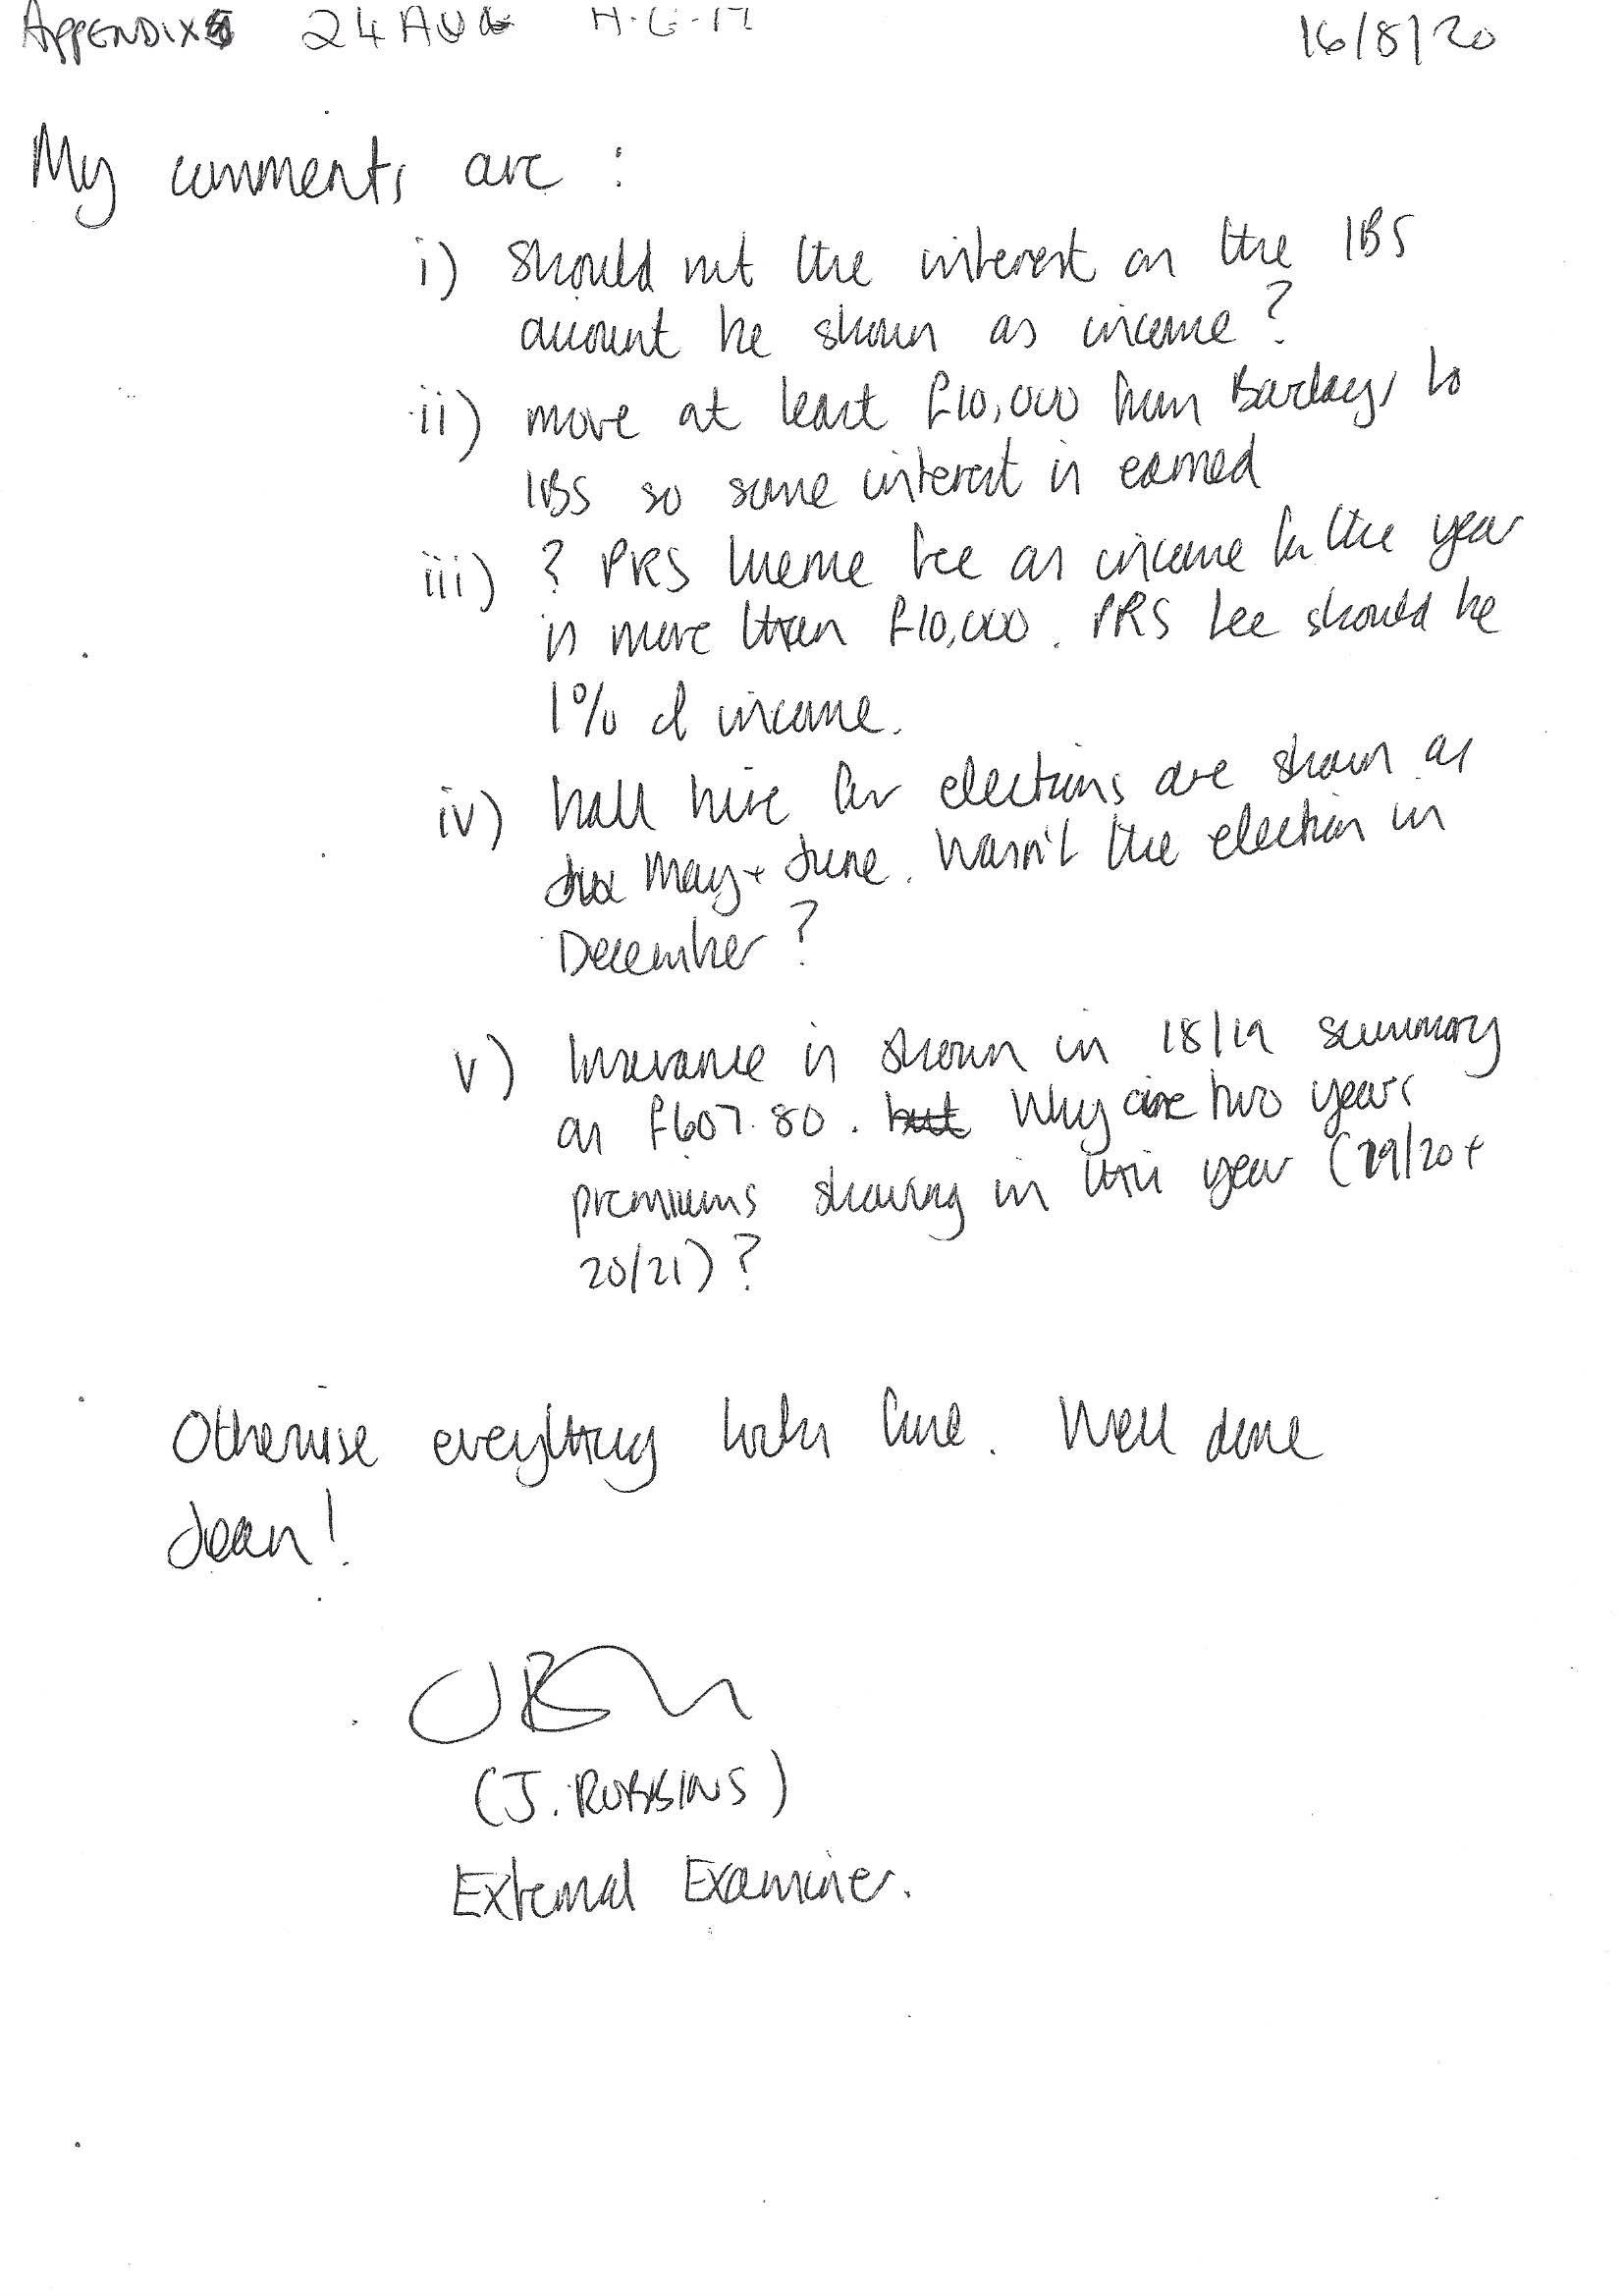 APPENDIX 5 24 AUG 16/8/20
My comments are :
i) Should not the interest on the IBS
account be shown as income?
ii) move at least £10,000 from Barclays to
IBS so some interest is earned
iii) ? PRS license fee as income for the year
is more than £10,000. PRS fee should be
1% of income.
iv) hall hire for elections are shown as
May + June. Wasn't the election in
December?
v) Insurance is shown in 18/19 summary
as £607.80. but Why are two years
premiums showing in this year (19/20 +
20/21)?
Otherwise everything looks fine. Well done
Jean!
(J. ROBBINS)
External Examiner.